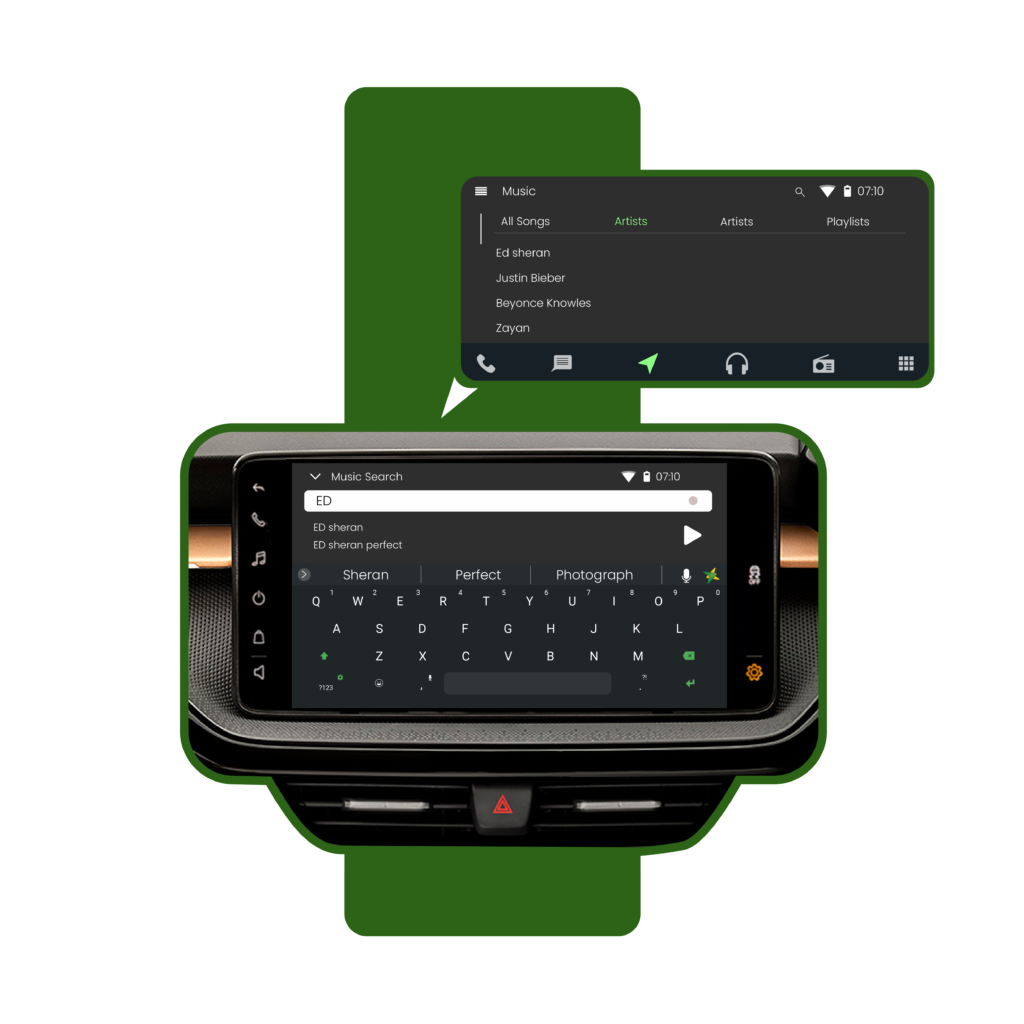 Music 07:10
All Songs Artists Artists Playlists
Ed sheran
Justin Bieber
Beyonce Knowles
Zayan
Music Search 07:10
ED
ED sheran
ED sheran perfect
Sheran Perfect Photograph
Q 1 W 2 E 3 R 4 T 5 Y 6 U 7 I 8 O 9 P 0
A S D F G H J K L
Z X C V B N M
?123 , . ?!